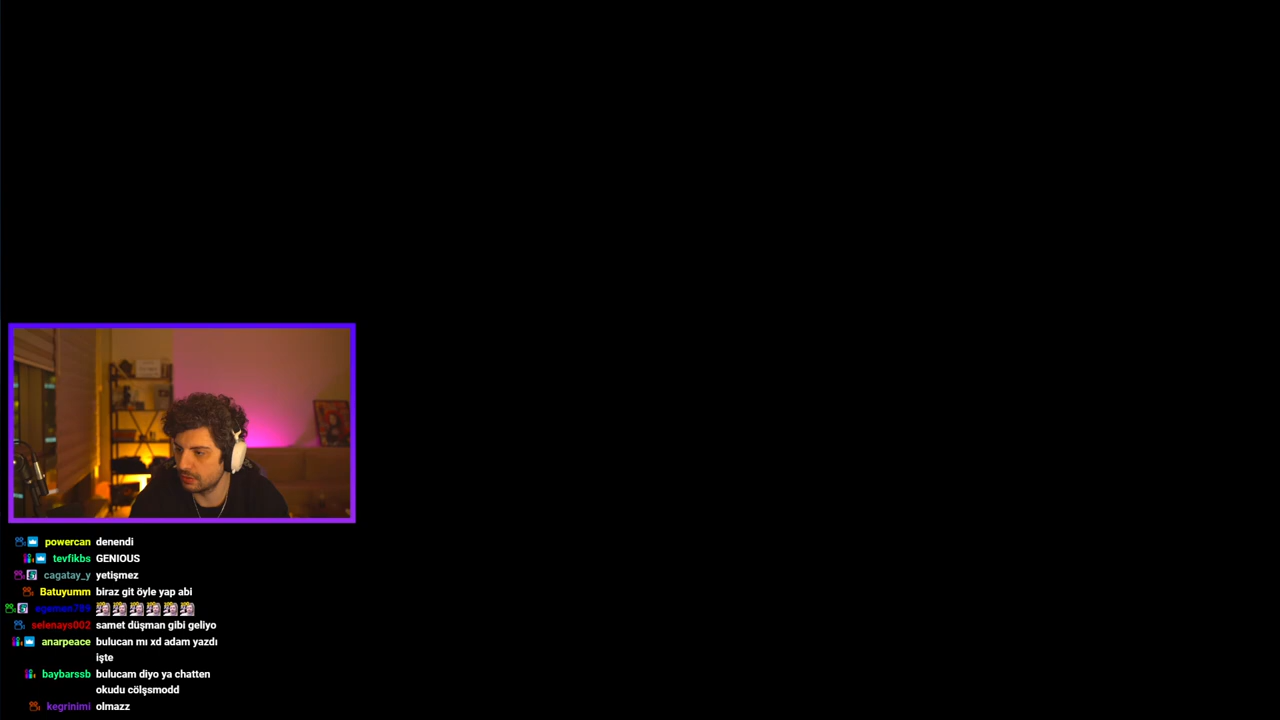 powercan denendi
tevfikbs GENIOUS
cagatay_y yetişmez
Batuyumm biraz git öyle yap abi
egemen786
selenays002 samet düşman gibi geliyo
anarpeace bulucan mı xd adam yazdı
işte
baybarssb bulucam diyo ya chatten
okudu cölşsmodd
kegrinimi olmazz